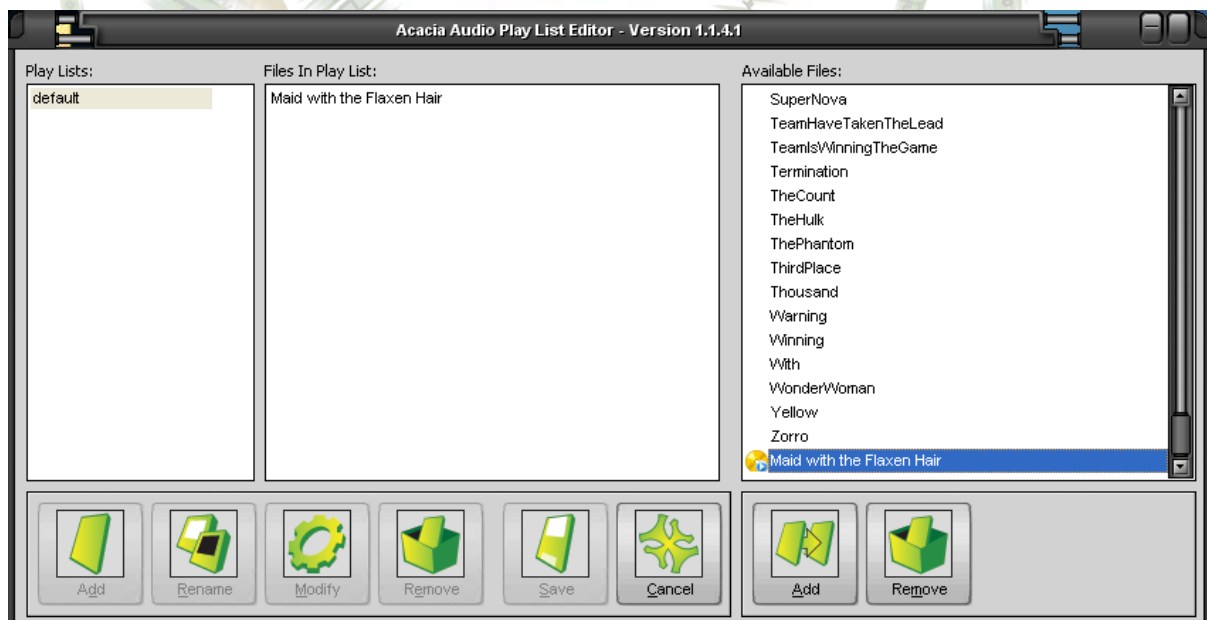 Acacia Audio Play List Editor - Version 1.1.4.1
Play Lists:
default
Files In Play List:
Maid with the Flaxen Hair
Available Files:
SuperNova
TeamHaveTakenTheLead
TeamIsWinningTheGame
Termination
TheCount
TheHulk
ThePhantom
ThirdPlace
Thousand
Warning
Winning
With
WonderWoman
Yellow
Zorro
Maid with the Flaxen Hair
Add
Rename
Modify
Remove
Save
Cancel
Add
Remove